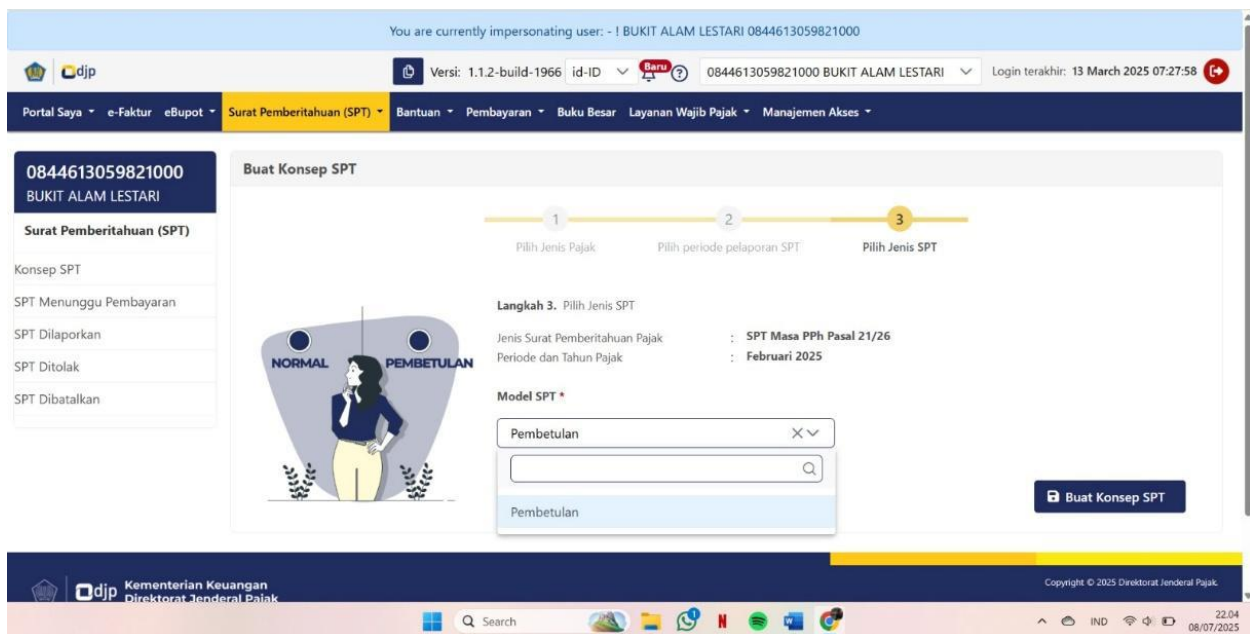 You are currently impersonating user: - ! BUKIT ALAM LESTARI 0844613059821000
djp
Versi: 1.1.2-build-1966 id-ID Baru 0844613059821000 BUKIT ALAM LESTARI Login terakhir: 13 March 2025 07:27:58
Portal Saya e-Faktur eBupot Surat Pemberitahuan (SPT) Bantuan Pembayaran Buku Besar Layanan Wajib Pajak Manajemen Akses
0844613059821000
BUKIT ALAM LESTARI
Surat Pemberitahuan (SPT)
Konsep SPT
SPT Menunggu Pembayaran
SPT Dilaporkan
SPT Ditolak
SPT Dibatalkan
Buat Konsep SPT
1 2 3
Pilih Jenis Pajak Pilih periode pelaporan SPT Pilih Jenis SPT
NORMAL PEMBETULAN
Langkah 3. Pilih Jenis SPT
Jenis Surat Pemberitahuan Pajak : SPT Masa PPh Pasal 21/26
Periode dan Tahun Pajak : Februari 2025
Model SPT *
Pembetulan
Pembetulan
Buat Konsep SPT
djp Kementerian Keuangan
Direktorat Jenderal Pajak
Copyright © 2025 Direktorat Jenderal Pajak.
Search
IND
22.04
08/07/2025